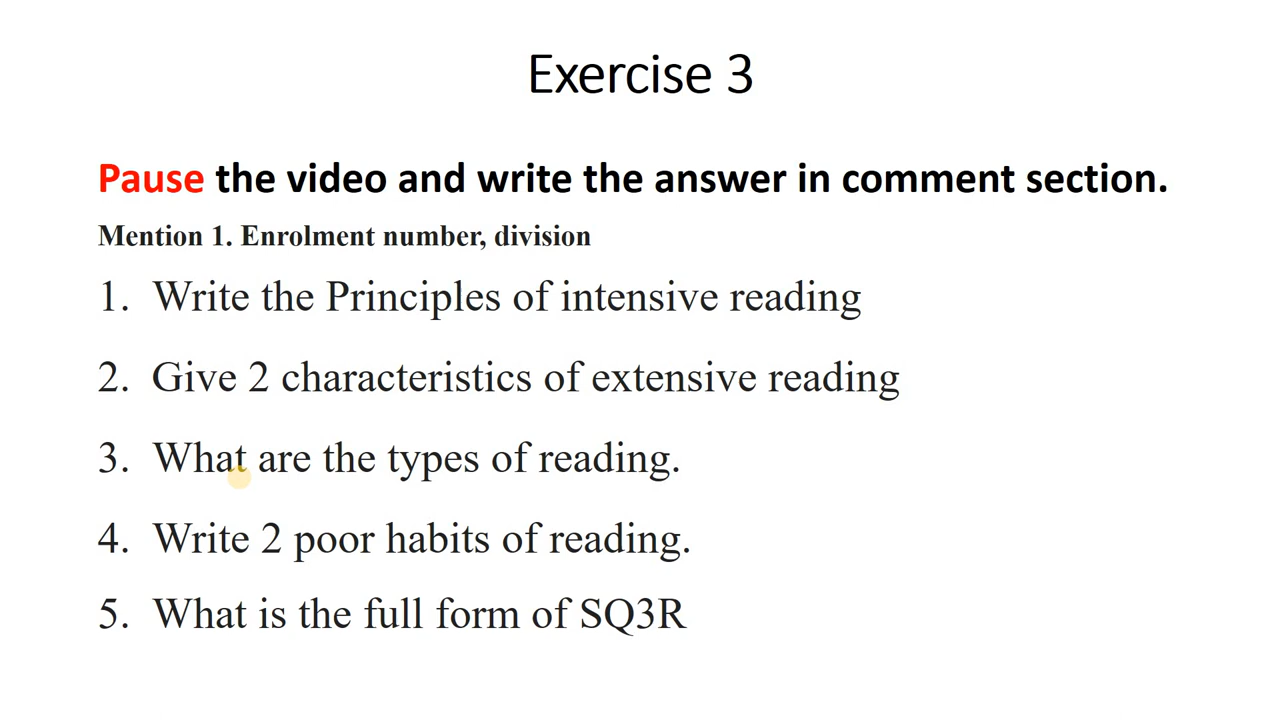 Exercise 3
Pause the video and write the answer in comment section.
Mention 1. Enrolment number, division
1. Write the Principles of intensive reading
2. Give 2 characteristics of extensive reading
3. What are the types of reading.
4. Write 2 poor habits of reading.
5. What is the full form of SQ3R